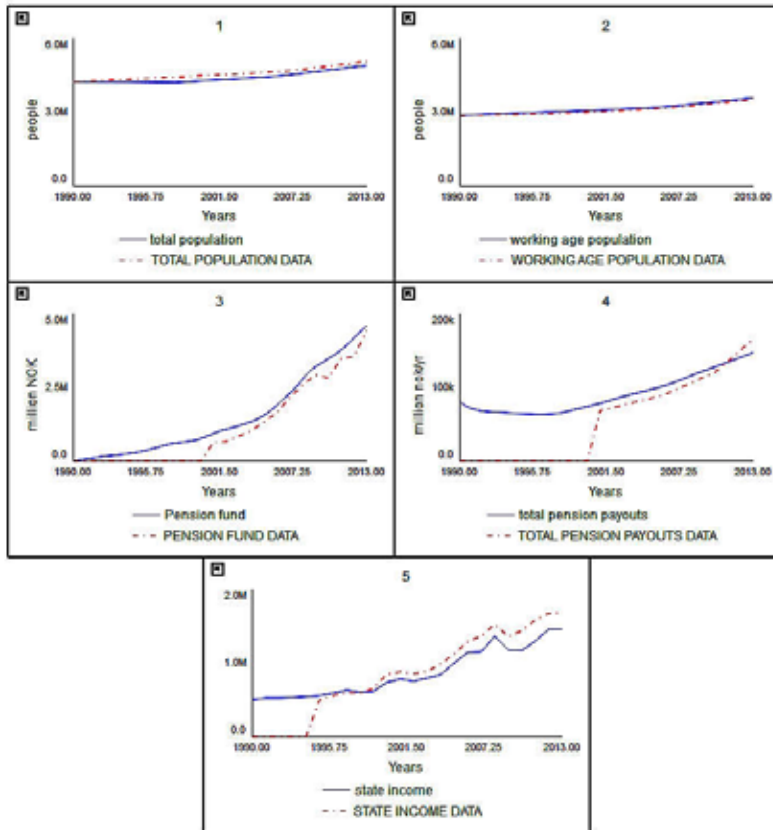 1
6.0M
people
3.0M
0.0
1990.00 1995.75 2001.50 2007.25 2013.00
Years
total population
TOTAL POPULATION DATA
2
6.0M
people
3.0M
0.0
1990.00 1995.75 2001.50 2007.25 2013.00
Years
working age population
WORKING AGE POPULATION DATA
3
5.0M
million NOK
2.5M
0.0
1990.00 1995.75 2001.50 2007.25 2013.00
Years
Pension fund
PENSION FUND DATA
4
200k
million nok/yr
100k
0.0
1990.00 1995.75 2001.50 2007.25 2013.00
Years
total pension payouts
TOTAL PENSION PAYOUTS DATA
5
2.0M
1.0M
0.0
1990.00 1995.75 2001.50 2007.25 2013.00
Years
state income
STATE INCOME DATA